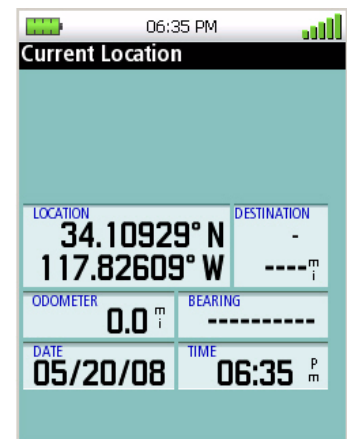 06:35 PM
Current Location
LOCATION
34.10929° N
117.82609° W
DESTINATION
-
----mi
ODOMETER
0.0 mi
BEARING
----------
DATE
05/20/08
TIME
06:35 Pm